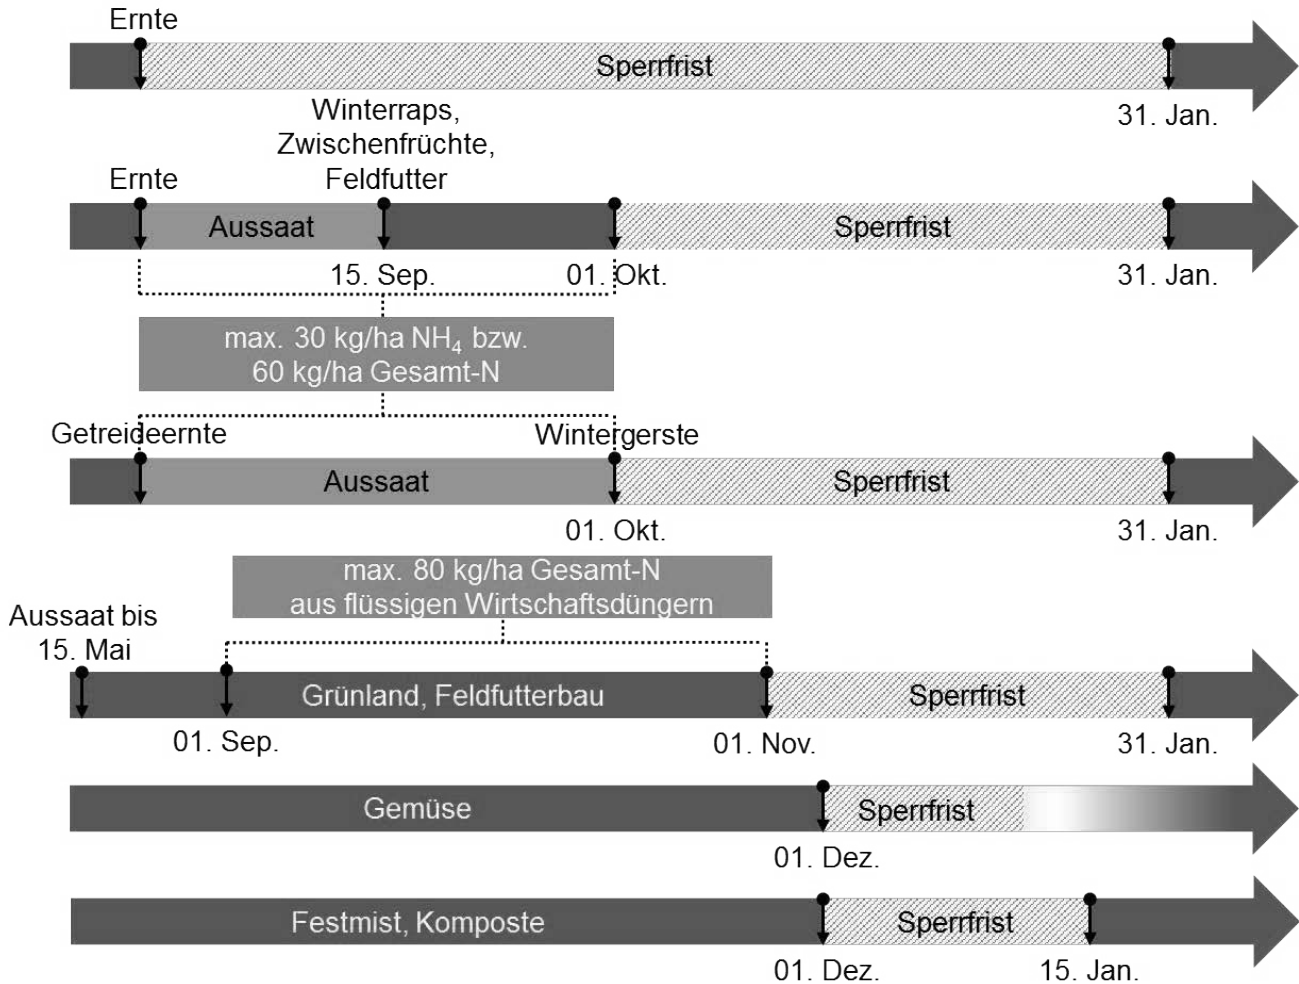 Ernte
Sperrfrist
31. Jan.
Winterraps,
Zwischenfrüchte,
Ernte
Feldfutter
Aussaat
Sperrfrist
15. Sep.
01. Okt.
31. Jan.
max. 30 kg/ha NH₄ bzw.
60 kg/ha Gesamt-N
Getreideernte
Wintergerste
Aussaat
Sperrfrist
01. Okt.
31. Jan.
max. 80 kg/ha Gesamt-N
aus flüssigen Wirtschaftsdüngern
Aussaat bis
15. Mai
Grünland, Feldfutterbau
Sperrfrist
01. Sep.
01. Nov.
31. Jan.
Gemüse
Sperrfrist
01. Dez.
Festmist, Komposte
Sperrfrist
01. Dez.
15. Jan.